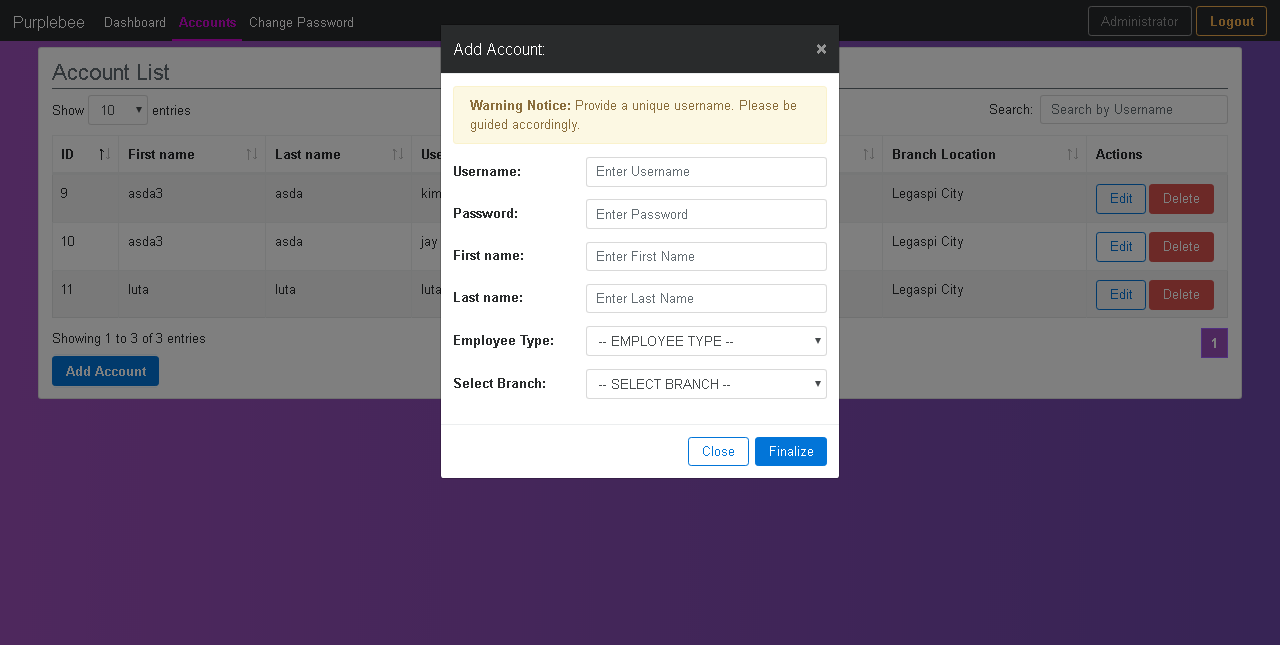 Purplebee Dashboard Accounts Change Password Administrator Logout
Add Account: ×
Warning Notice: Provide a unique username. Please be
guided accordingly.
Username: Enter Username
Password: Enter Password
First name: Enter First Name
Last name: Enter Last Name
Employee Type: -- EMPLOYEE TYPE --
Select Branch: -- SELECT BRANCH --
Close Finalize
Account List
Show 10 entries Search: Search by Username
ID First name Last name Branch Location Actions
9 asda3 asda Legaspi City Edit Delete
10 asda3 asda jay Legaspi City Edit Delete
11 luta luta luta Legaspi City Edit Delete
Showing 1 to 3 of 3 entries 1
Add Account